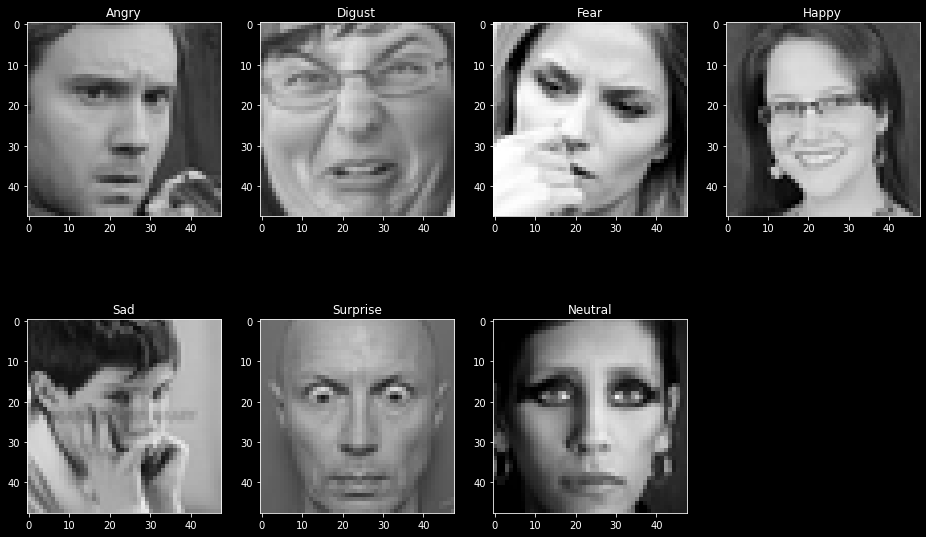 Angry Digust Fear Happy
0 0 0 0
10 10 10 10
20 20 20 20
30 30 30 30
40 40 40 40
0 10 20 30 40 0 10 20 30 40 0 10 20 30 40 0 10 20 30 40
Sad Surprise Neutral
0 0 0
10 10 10
20 20 20
30 30 30
40 40 40
0 10 20 30 40 0 10 20 30 40 0 10 20 30 40